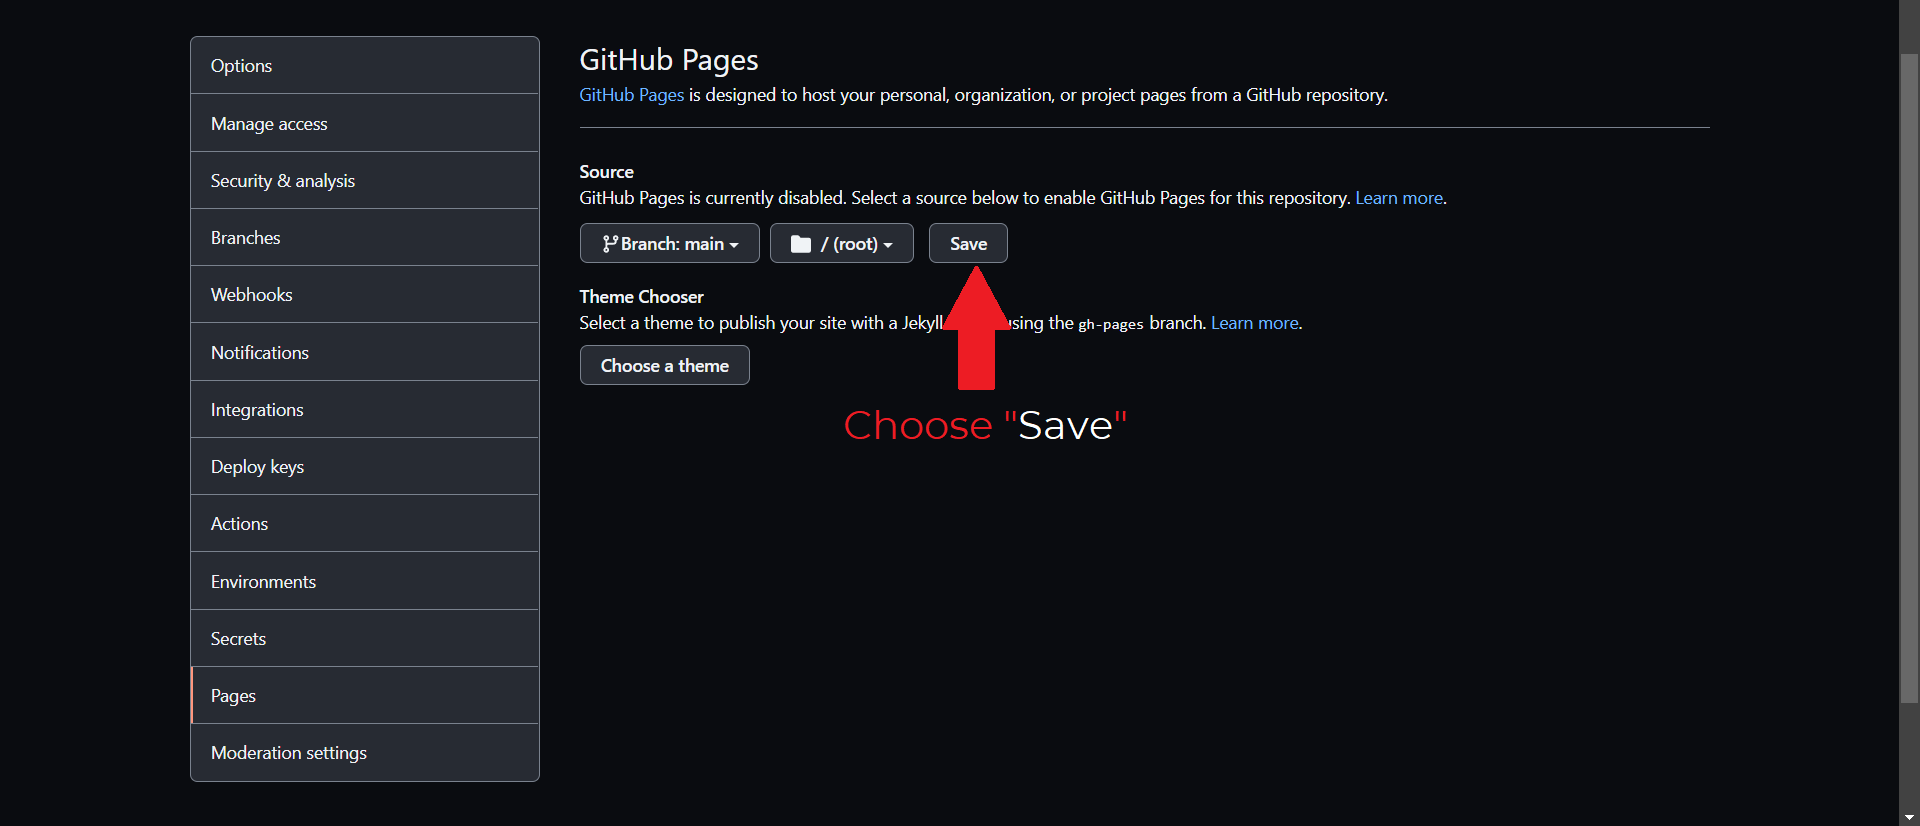 Options
Manage access
Security & analysis
Branches
Webhooks
Notifications
Integrations
Deploy keys
Actions
Environments
Secrets
Pages
Moderation settings
GitHub Pages
GitHub Pages is designed to host your personal, organization, or project pages from a GitHub repository.
Source
GitHub Pages is currently disabled. Select a source below to enable GitHub Pages for this repository. Learn more.
Branch: main / (root) Save
Theme Chooser
Select a theme to publish your site with a Jekyll the gh-pages branch. Learn more.
Choose a theme
Choose "Save"